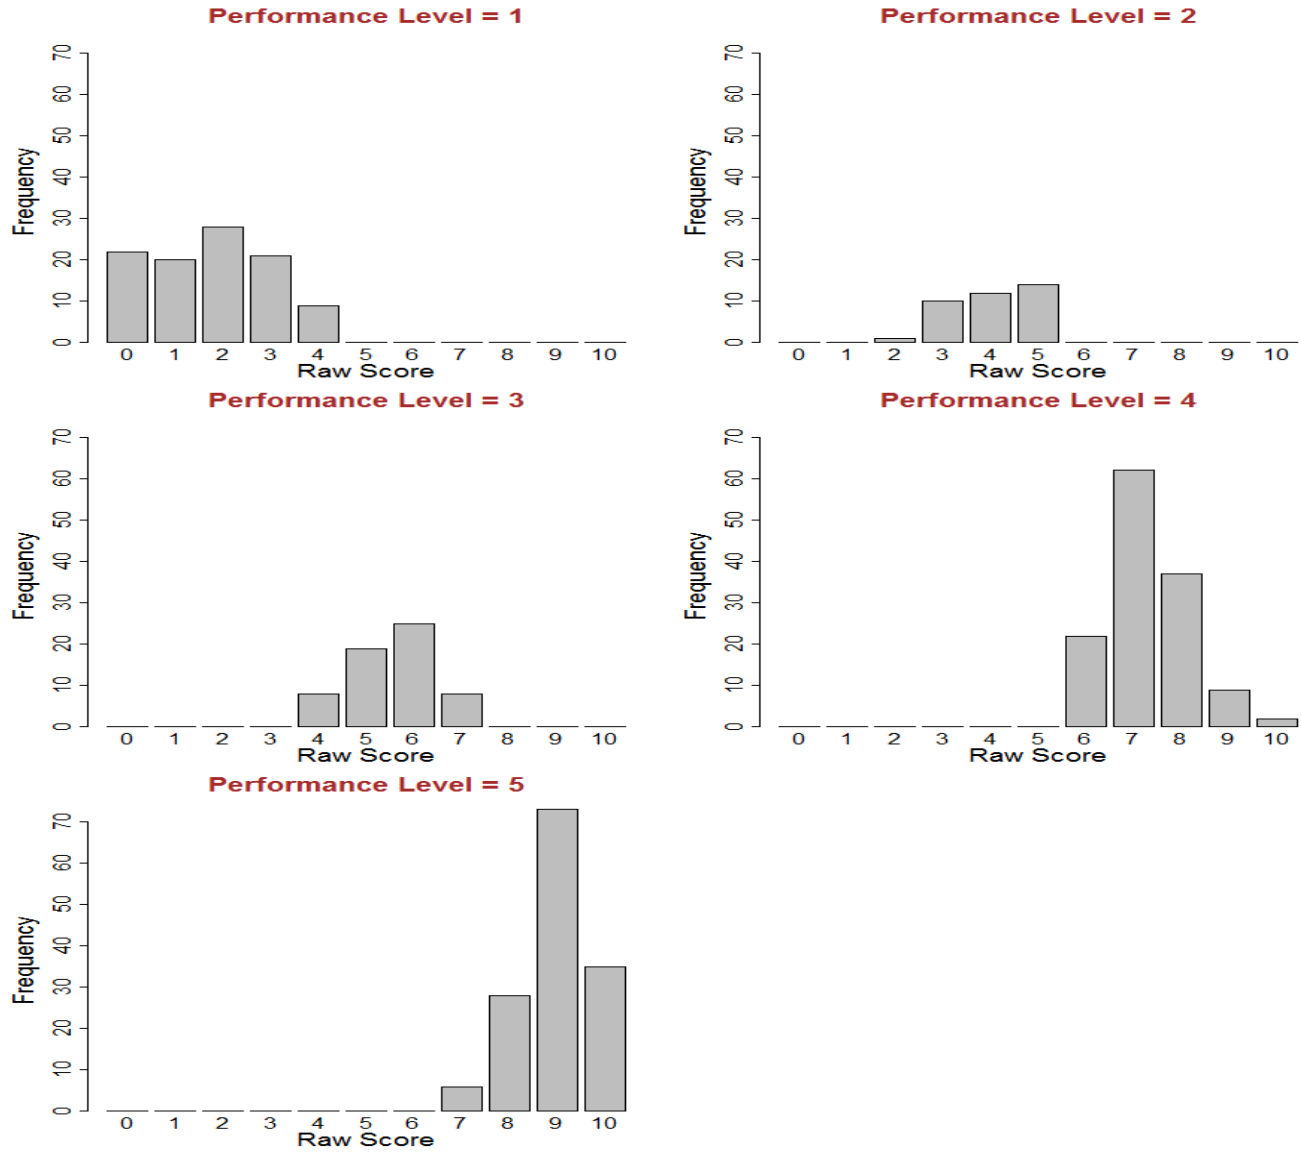 Performance Level = 1
70
60
50
40
30
20
10
0
Frequency
0 1 2 3 4 5 6 7 8 9 10
Raw Score
Performance Level = 2
70
60
50
40
30
20
10
0
Frequency
0 1 2 3 4 5 6 7 8 9 10
Raw Score
Performance Level = 3
70
60
50
40
30
20
10
0
Frequency
0 1 2 3 4 5 6 7 8 9 10
Raw Score
Performance Level = 4
70
60
50
40
30
20
10
0
Frequency
0 1 2 3 4 5 6 7 8 9 10
Raw Score
Performance Level = 5
70
60
50
40
30
20
10
0
Frequency
0 1 2 3 4 5 6 7 8 9 10
Raw Score